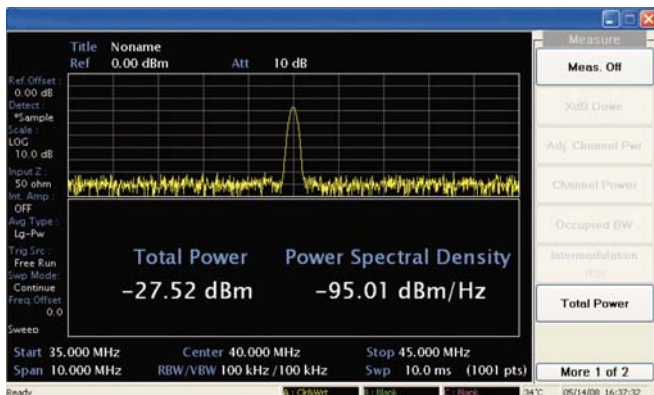 Title Noname
Ref 0.00 dBm Att 10 dB
Measure
Meas. Off
XdB Down
Adj. Channel Pwr
Channel Power
Occupied BW
Intermodulation
Total Power
More 1 of 2
Ref.Offset :
0.00 dB
Detect :
*Sample
Scale :
LOG
10.0 dB
Input Z :
50 ohm
Int. Amp :
OFF
Avg Type :
Lg-Pw
Trig Src :
Free Run
Swp Mode:
Continue
Freq.Offset
0.0
Sweep
Total Power Power Spectral Density
-27.52 dBm -95.01 dBm/Hz
Start 35.000 MHz Center 40.000 MHz Stop 45.000 MHz
Span 10.000 MHz RBW/VBW 100 kHz /100 kHz Swp 10.0 ms (1001 pts)
Ready A : ClrWrt B : Blank C : Blank 34°C 05/14/08 16:37:32